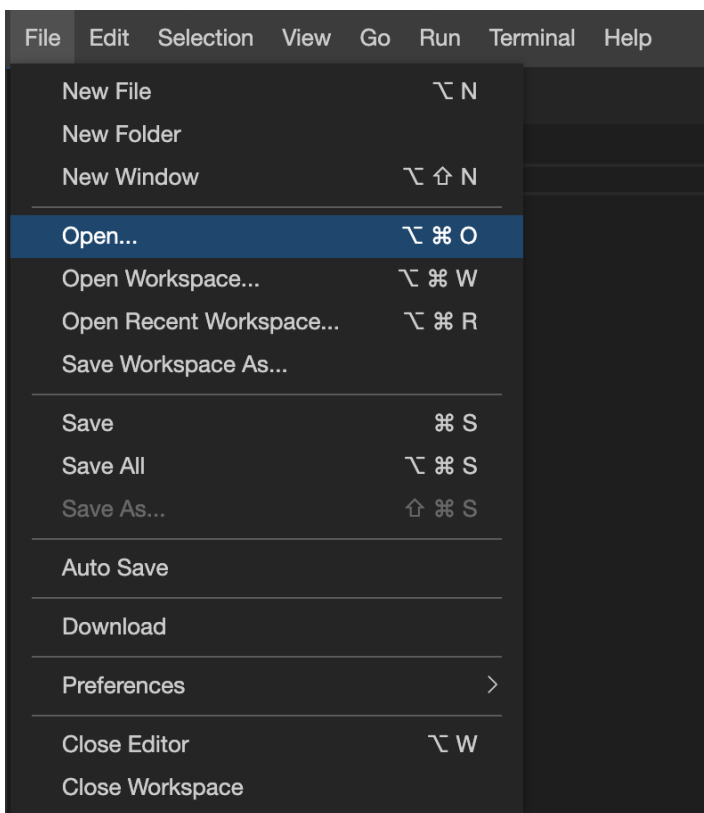 File Edit Selection View Go Run Terminal Help
New File ⌥ N
New Folder
New Window ⌥ ⇧ N
Open... ⌥ ⌘ O
Open Workspace... ⌥ ⌘ W
Open Recent Workspace... ⌥ ⌘ R
Save Workspace As...
Save ⌘ S
Save All ⌥ ⌘ S
Save As... ⇧ ⌘ S
Auto Save
Download
Preferences
Close Editor ⌥ W
Close Workspace